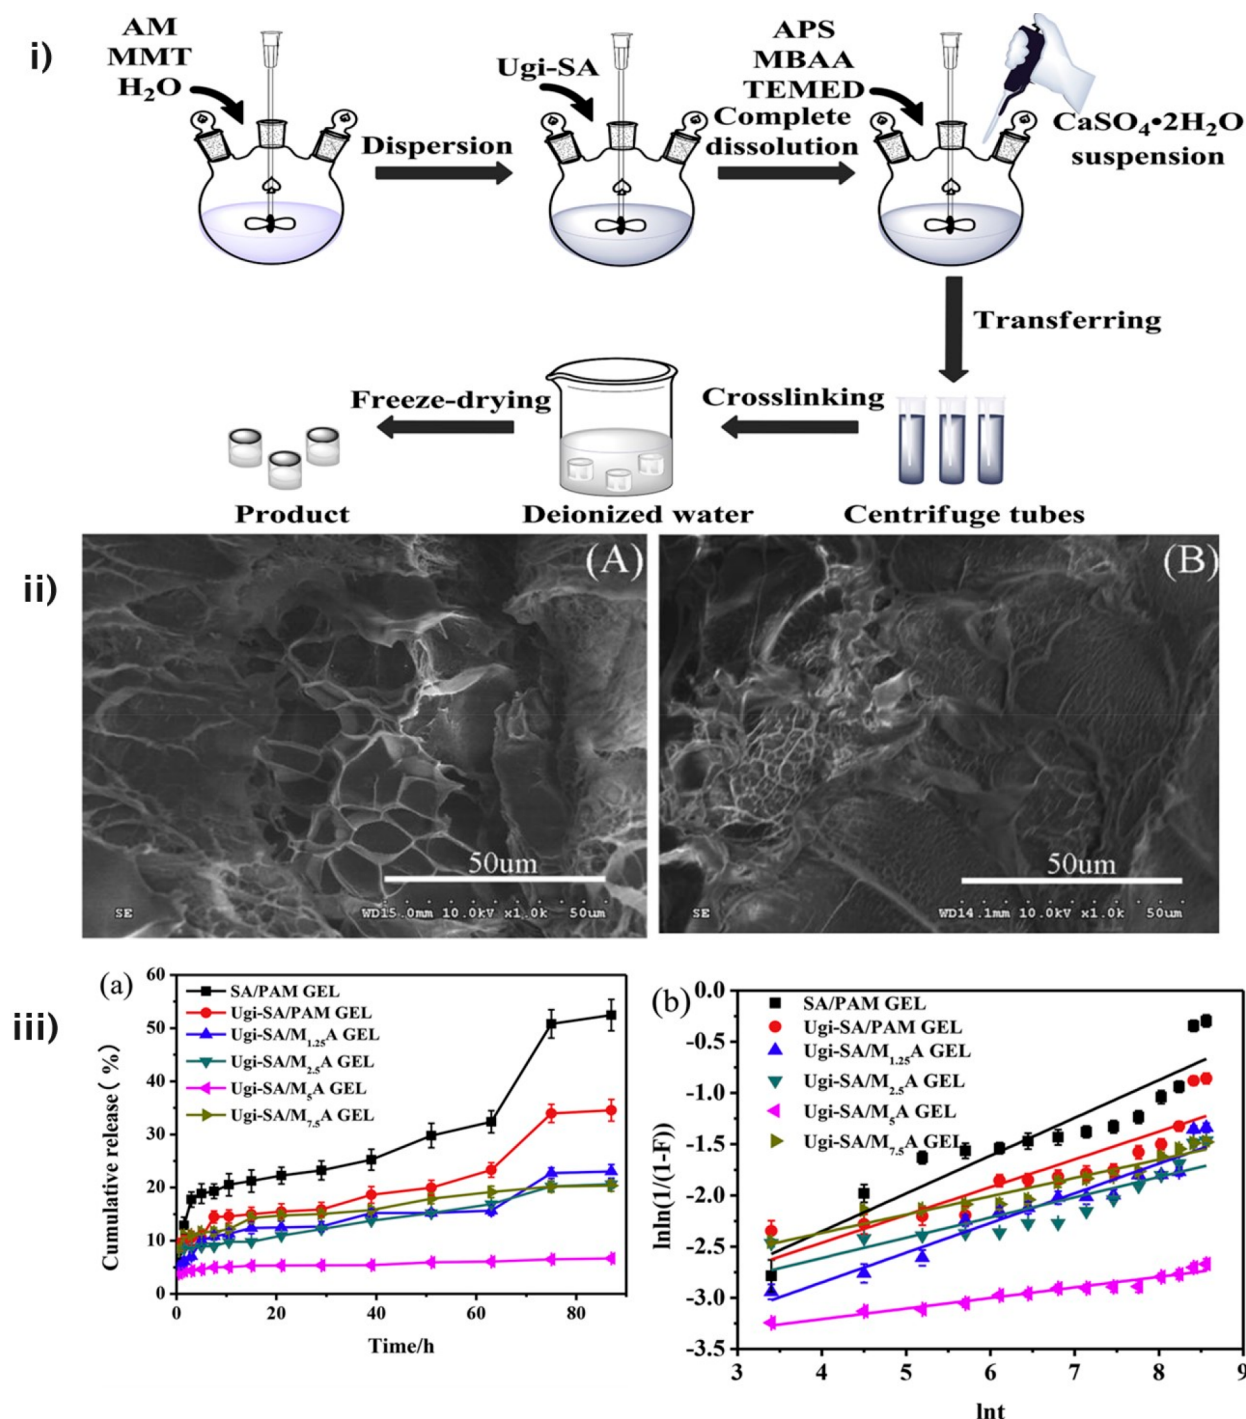 i)
AM
MMT
H₂O
Dispersion
Ugi-SA
Complete
dissolution
APS
MBAA
TEMED
CaSO₄•2H₂O
suspension
Transferring
Crosslinking
Freeze-drying
Product
Deionized water
Centrifuge tubes
ii)
(A)
50um
SE
WD15.0mm 10.0kV x1.0k 50um
(B)
50um
SE
WD14.1mm 10.0kV x1.0k 50um
iii)
(a)
SA/PAM GEL
Ugi-SA/PAM GEL
Ugi-SA/M₁.₂₅A GEL
Ugi-SA/M₂.₅A GEL
Ugi-SA/M₅A GEL
Ugi-SA/M₇.₅A GEL
Cumulative release ( %)
60
50
40
30
20
10
0
0 20 40 60 80
Time/h
(b)
SA/PAM GEL
Ugi-SA/PAM GEL
Ugi-SA/M₁.₂₅A GEL
Ugi-SA/M₂.₅A GEL
Ugi-SA/M₅A GEL
Ugi-SA/M₇.₅A GEL
lnln(1/(1-F))
0.0
-0.5
-1.0
-1.5
-2.0
-2.5
-3.0
-3.5
3 4 5 6 7 8 9
lnt